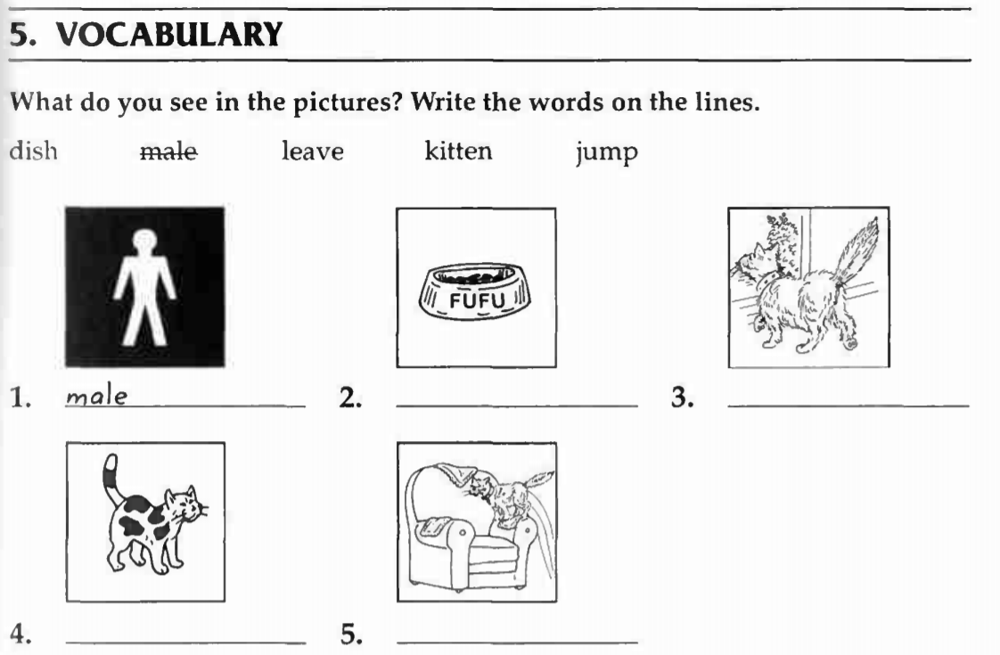 5. VOCABULARY
What do you see in the pictures? Write the words on the lines.
dish male leave kitten jump
FUFU
1. male 2. 3.
4. 5.